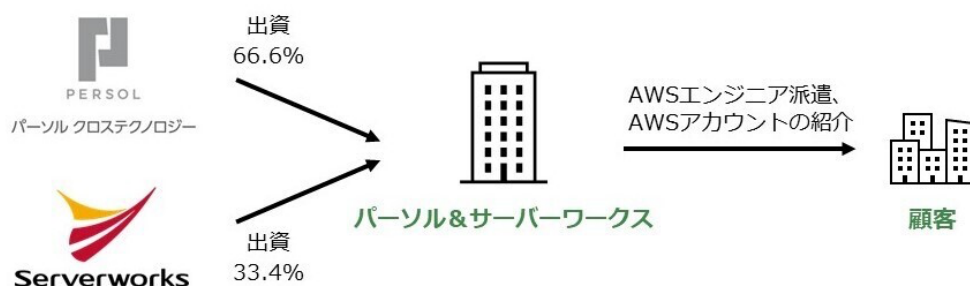 PERSOL
パーソル クロステクノロジー
出資
66.6%
Serverworks
出資
33.4%
パーソル&サーバーワークス
AWSエンジニア派遣、
AWSアカウントの紹介
顧客